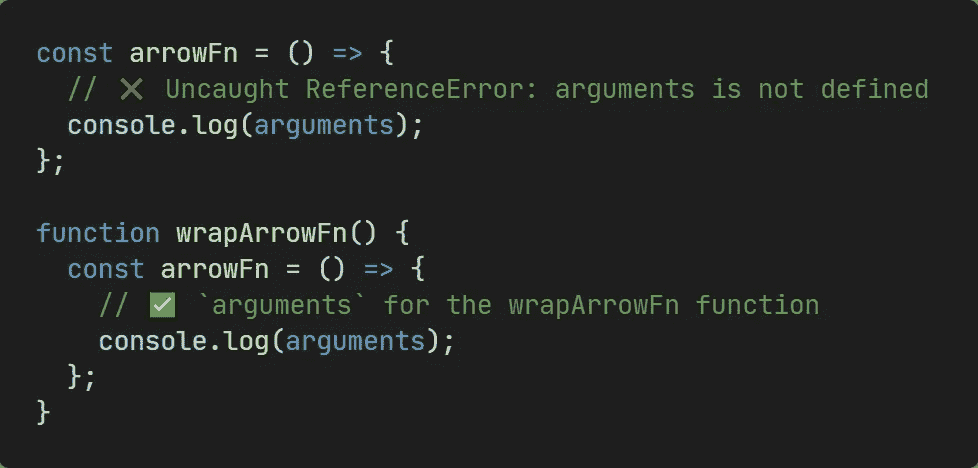 const arrowFn = () => {
  // ❌ Uncaught ReferenceError: arguments is not defined
  console.log(arguments);
};

function wrapArrowFn() {
  const arrowFn = () => {
    // ✅ `arguments` for the wrapArrowFn function
    console.log(arguments);
  };
}